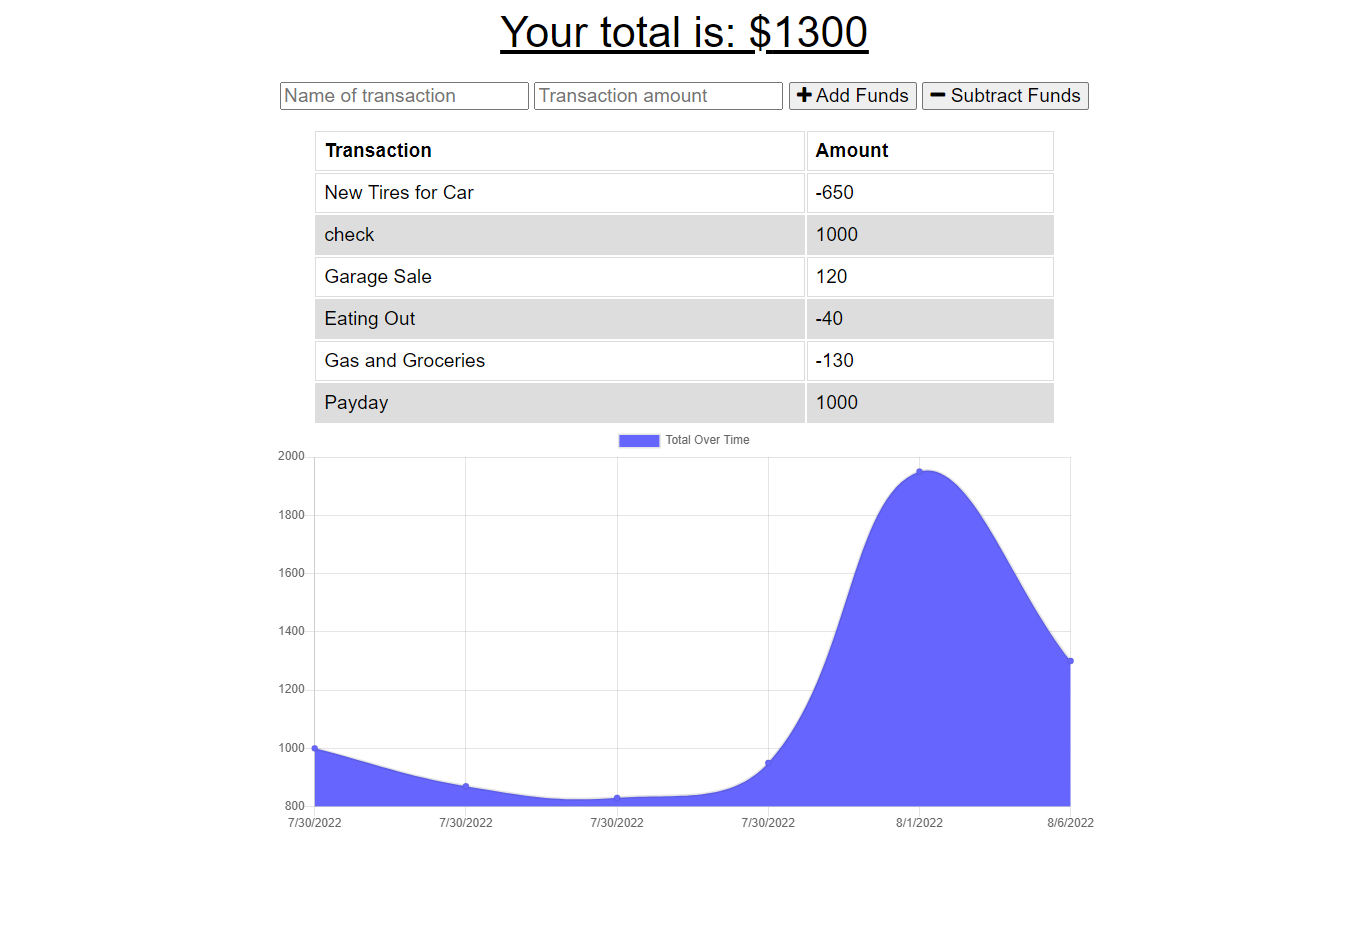 Your total is: $1300
Name of transaction Transaction amount Add Funds Subtract Funds
Transaction Amount
New Tires for Car -650
check 1000
Garage Sale 120
Eating Out -40
Gas and Groceries -130
Payday 1000
Total Over Time
2000
1800
1600
1400
1200
1000
800
7/30/2022 7/30/2022 7/30/2022 7/30/2022 8/1/2022 8/6/2022